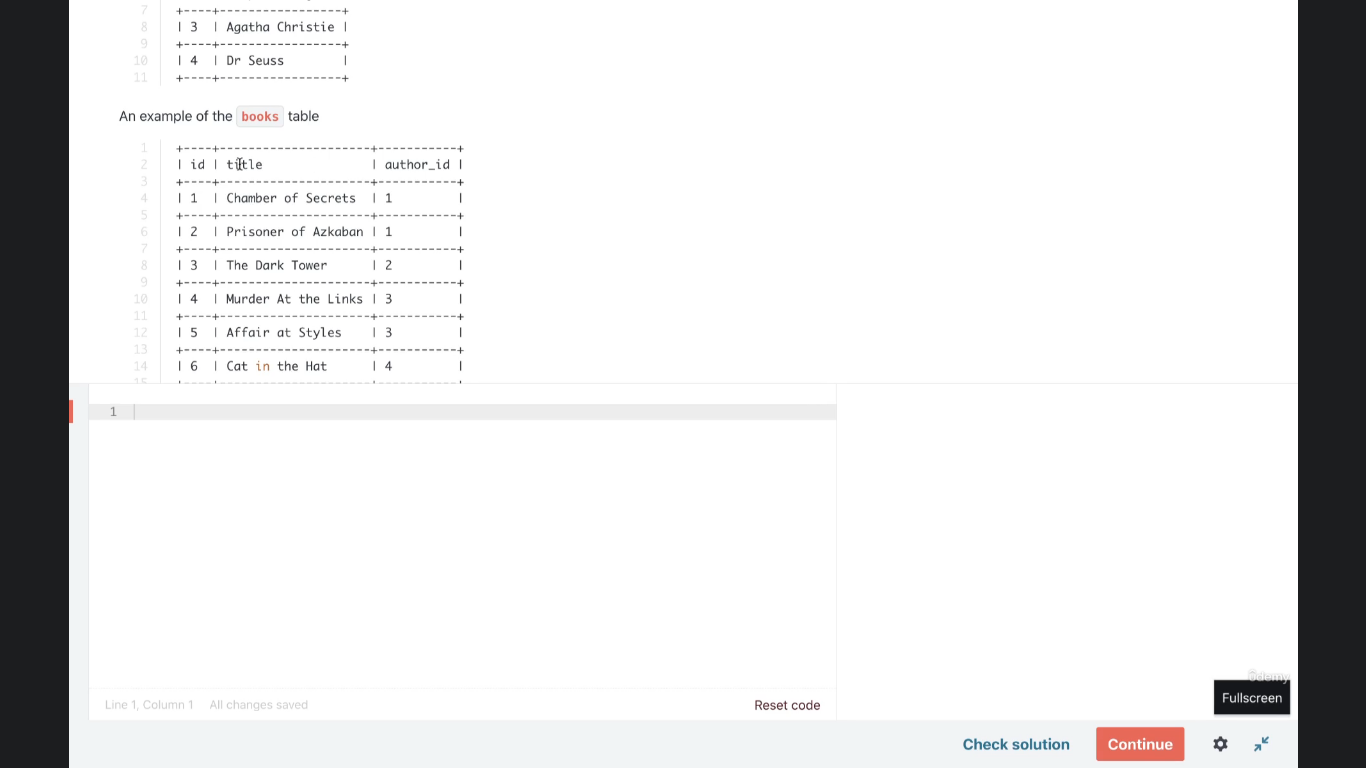 7 +----+-----------------+
8 | 3 | Agatha Christie |
9 +----+-----------------+
10 | 4 | Dr Seuss |
11 +----+-----------------+
An example of the books table
1 +----+---------------------+-----------+
2 | id | title | author_id |
3 +----+---------------------+-----------+
4 | 1 | Chamber of Secrets | 1 |
5 +----+---------------------+-----------+
6 | 2 | Prisoner of Azkaban | 1 |
7 +----+---------------------+-----------+
8 | 3 | The Dark Tower | 2 |
9 +----+---------------------+-----------+
10 | 4 | Murder At the Links | 3 |
11 +----+---------------------+-----------+
12 | 5 | Affair at Styles | 3 |
13 +----+---------------------+-----------+
14 | 6 | Cat in the Hat | 4 |
15
1
Line 1, Column 1 All changes saved Reset code
ûdemy
Fullscreen
Check solution Continue